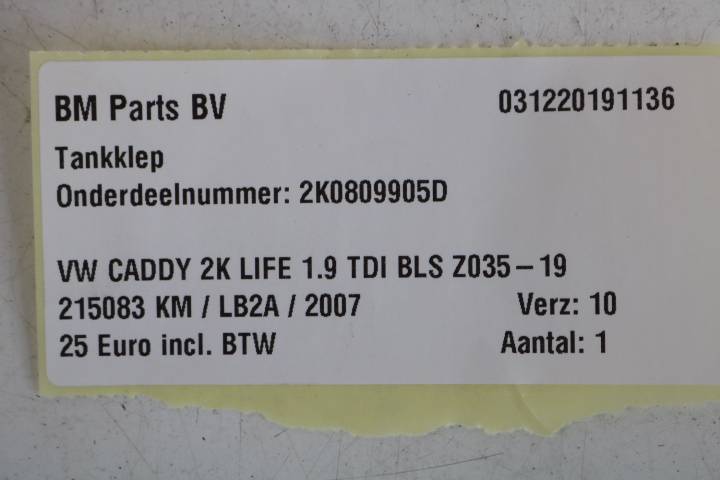 BM Parts BV 031220191136
Tankklep
Onderdeelnummer: 2K0809905D
VW CADDY 2K LIFE 1.9 TDI BLS Z035-19
215083 KM / LB2A / 2007 Verz: 10
25 Euro incl. BTW Aantal: 1